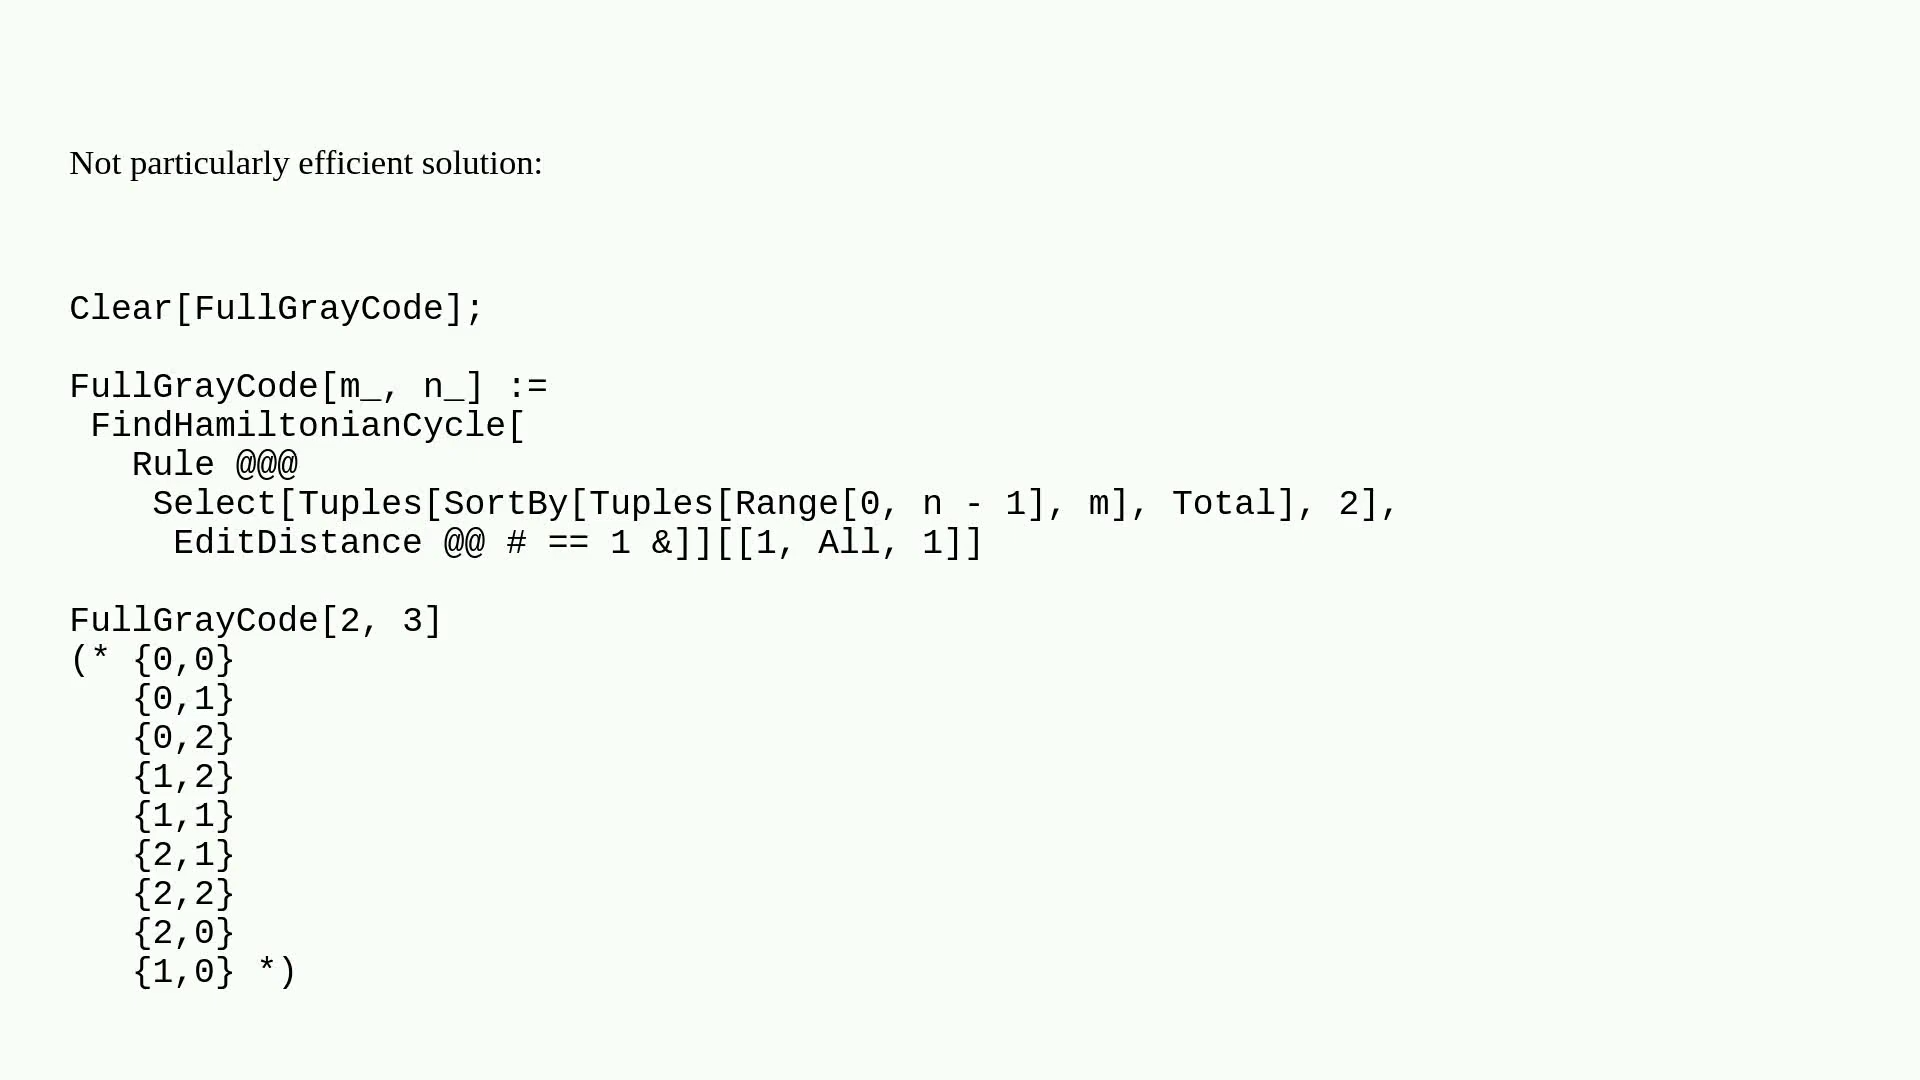 Not particularly efficient solution:
Clear[FullGrayCode];
FullGrayCode[m_, n_] :=
 FindHamiltonianCycle[
   Rule @@@
    Select[Tuples[SortBy[Tuples[Range[0, n - 1], m], Total], 2],
     EditDistance @@ # == 1 &]][[1, All, 1]]
FullGrayCode[2, 3]
(* {0,0}
   {0,1}
   {0,2}
   {1,2}
   {1,1}
   {2,1}
   {2,2}
   {2,0}
   {1,0} *)